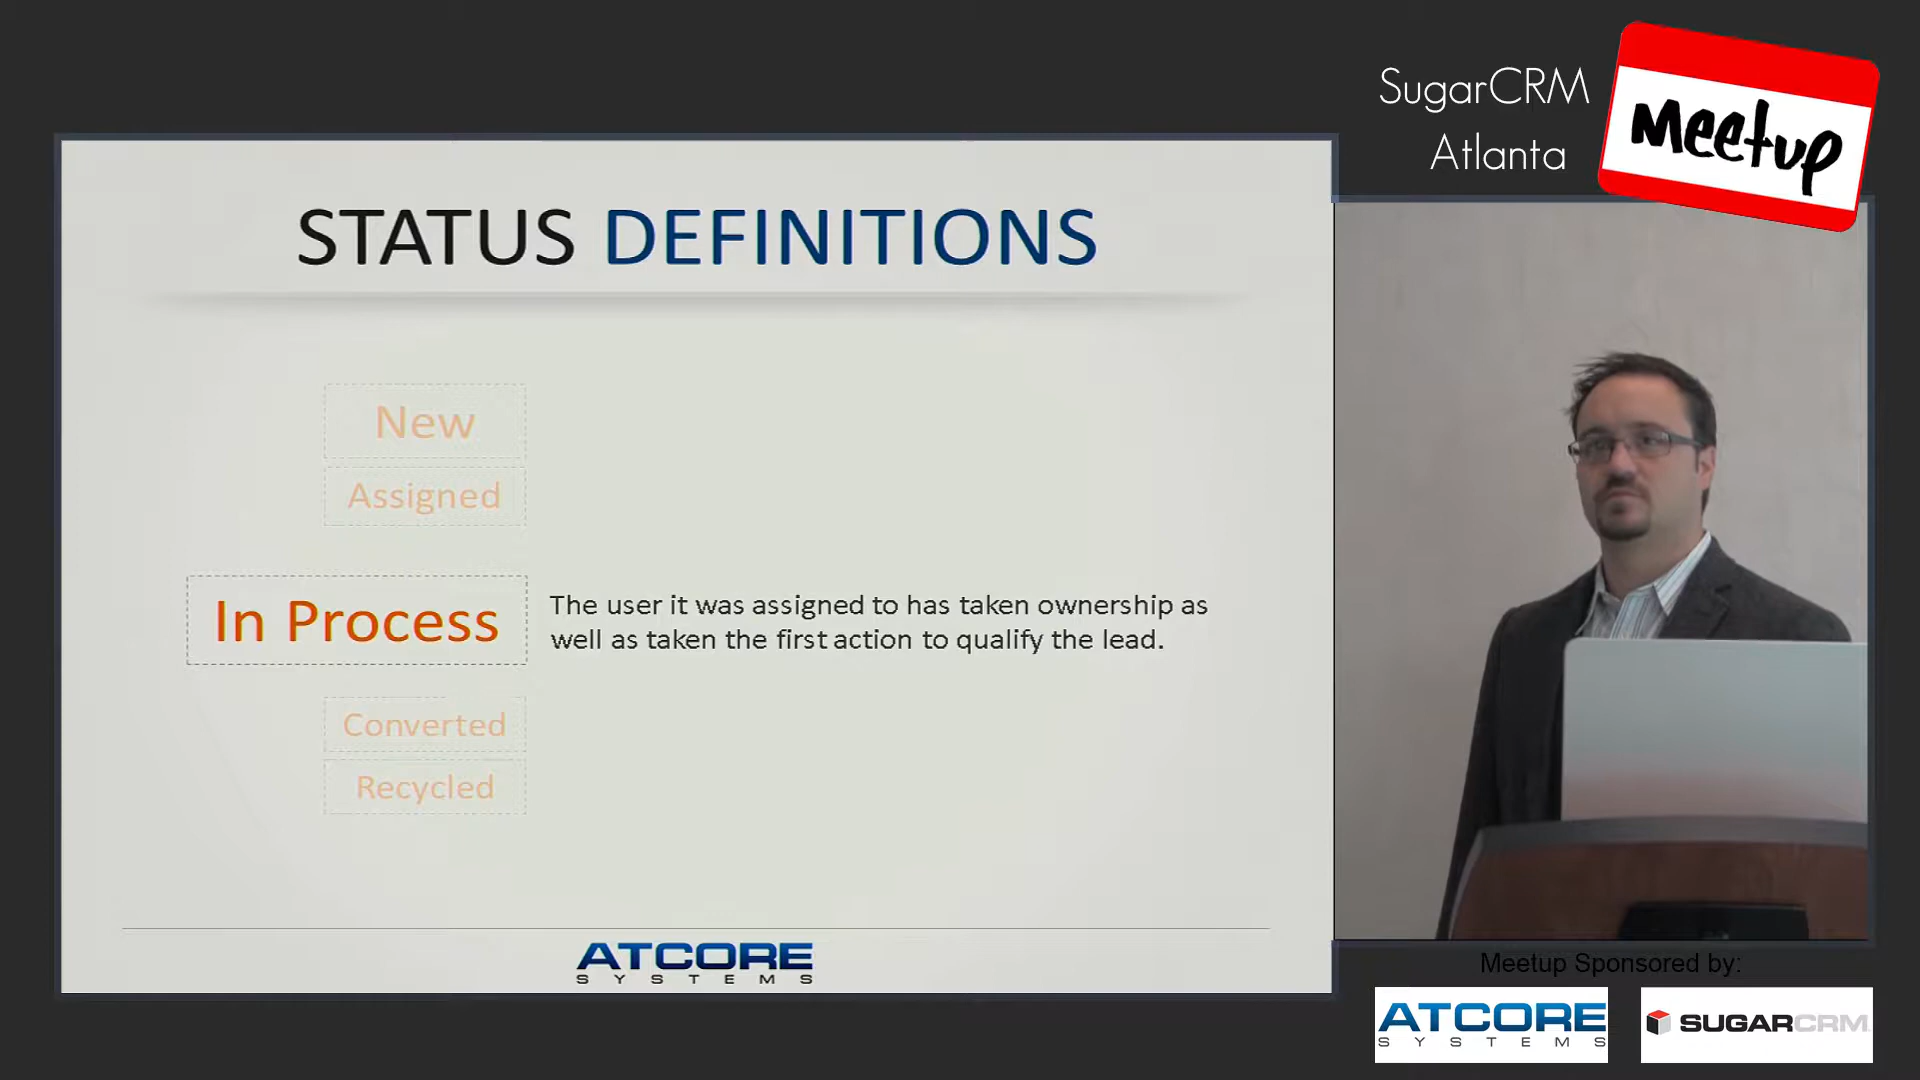 SugarCRM
Atlanta
Meetup
STATUS DEFINITIONS
New
Assigned
In Process
The user it was assigned to has taken ownership as
well as taken the first action to qualify the lead.
Converted
Recycled
ATCORE
SYSTEMS
Meetup Sponsored by:
ATCORE
SYSTEMS
SUGARCRM